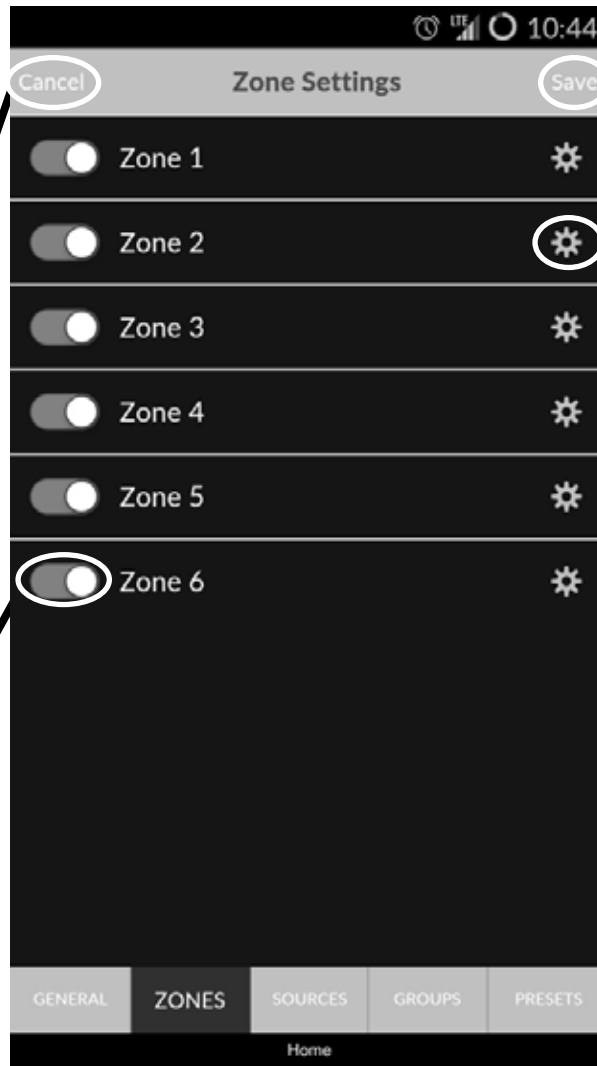 LTE 10:44
Cancel Zone Settings Save
Zone 1
Zone 2
Zone 3
Zone 4
Zone 5
Zone 6
GENERAL ZONES SOURCES GROUPS PRESETS
Home